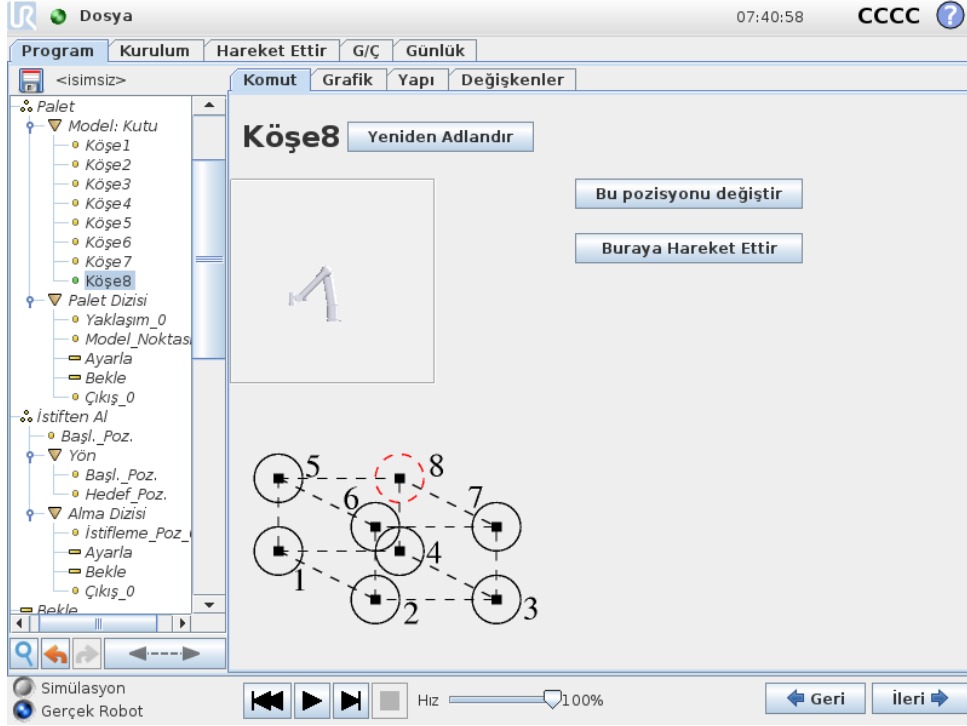 UR Dosya 07:40:58 CCCC ?
Program Kurulum Hareket Ettir G/Ç Günlük
<isimsiz> Komut Grafik Yapı Değişkenler
Palet
Model: Kutu
Köşe1
Köşe2
Köşe3
Köşe4
Köşe5
Köşe6
Köşe7
Köşe8
Palet Dizisi
Yaklaşım_0
Model_Noktas
Ayarla
Bekle
Çıkış_0
İstiften Al
Başl._Poz.
Yön
Başl._Poz.
Hedef_Poz.
Alma Dizisi
İstifleme_Poz_
Ayarla
Bekle
Çıkış_0
Bekle
Köşe8 Yeniden Adlandır
Bu pozisyonu değiştir
Buraya Hareket Ettir
5 8
6 7
1 4
2 3
Simülasyon
Gerçek Robot
Hız 100%
Geri İleri